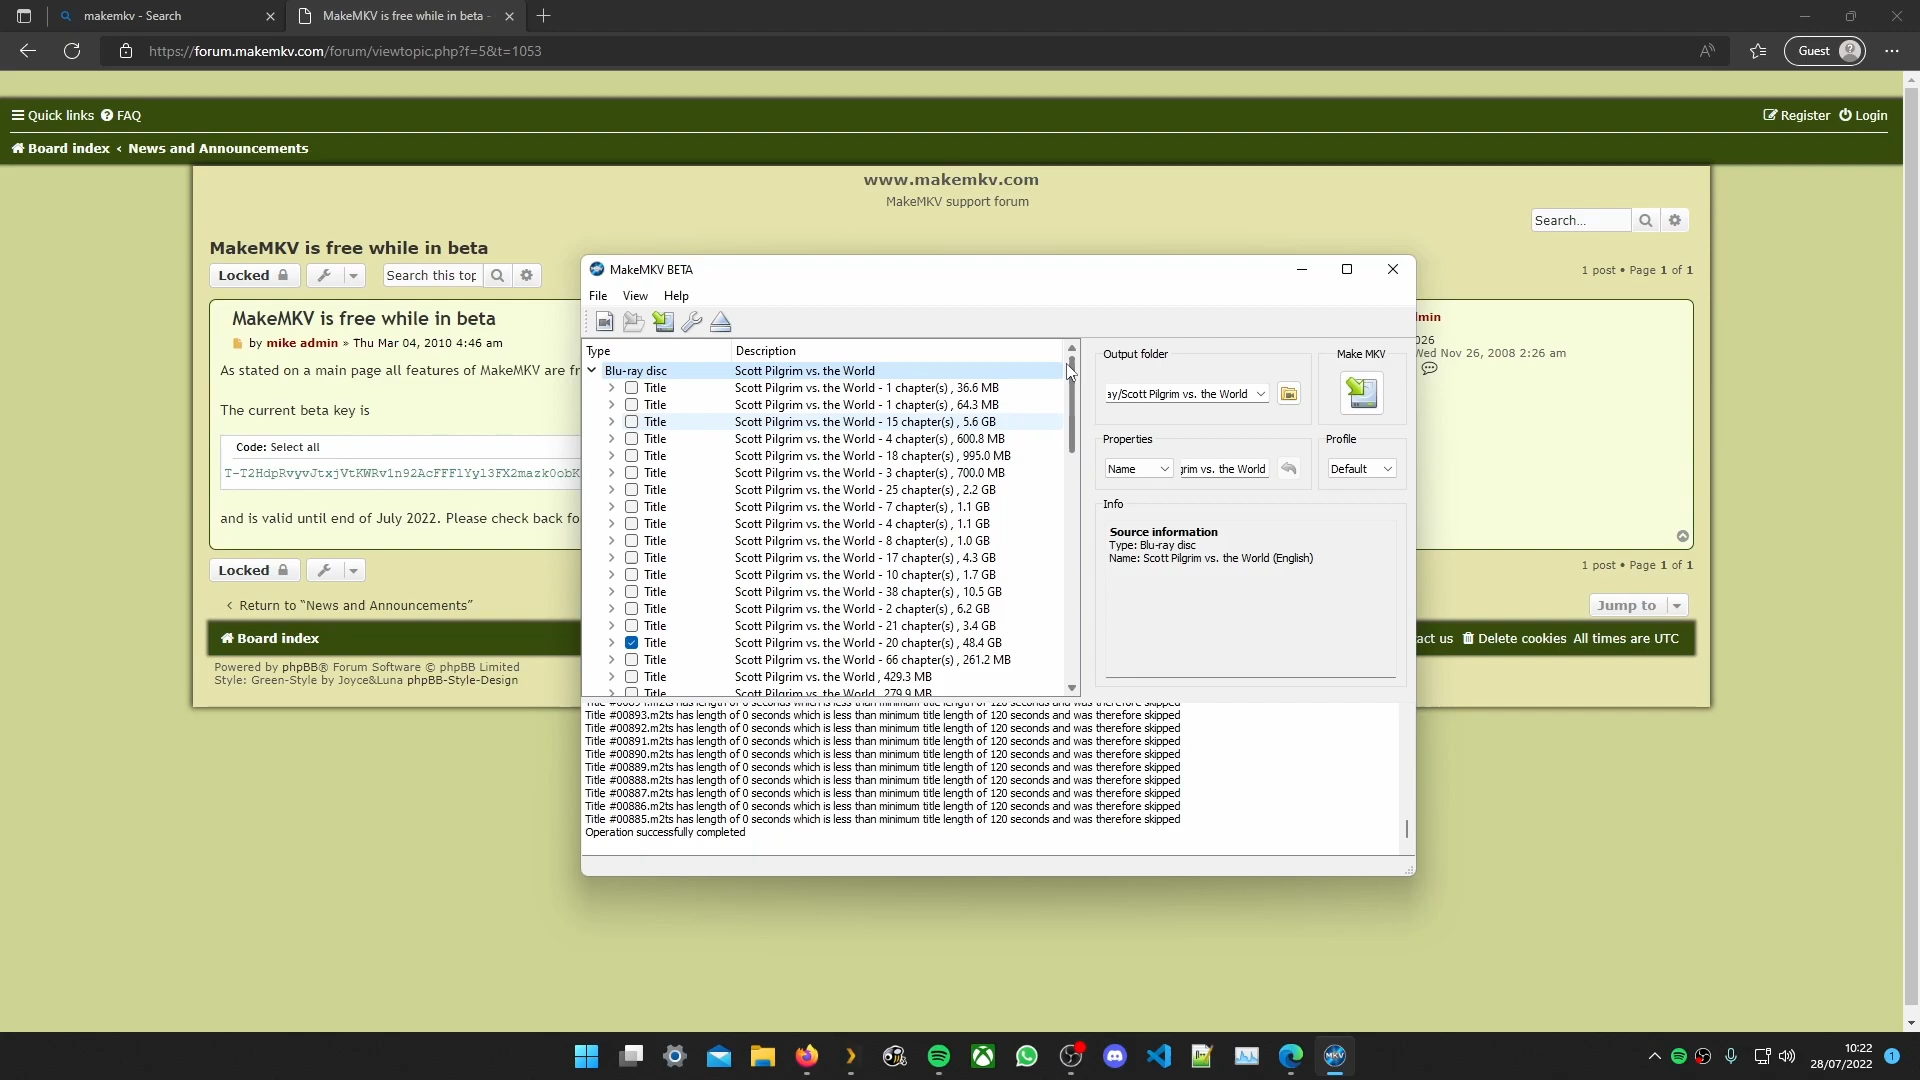 makemkv - Search
MakeMKV is free while in beta -
https://forum.makemkv.com/forum/viewtopic.php?f=5&t=1053
Guest
Quick links FAQ
Register Login
Board index ‹ News and Announcements
www.makemkv.com
MakeMKV support forum
Search…
MakeMKV is free while in beta
Locked
Search this top
1 post • Page 1 of 1
MakeMKV is free while in beta
by mike admin » Thu Mar 04, 2010 4:46 am
As stated on a main page all features of MakeMKV are fr
The current beta key is
Code: Select all
and is valid until end of July 2022. Please check back fo
min
026
Wed Nov 26, 2008 2:26 am
Locked
1 post • Page 1 of 1
Return to “News and Announcements”
Jump to
Board index
act us Delete cookies All times are UTC
Powered by phpBB® Forum Software © phpBB Limited
Style: Green-Style by Joyce&Luna phpBB-Style-Design
MakeMKV BETA
File View Help
Type Description
Blu-ray disc Scott Pilgrim vs. the World
Title Scott Pilgrim vs. the World - 1 chapter(s) , 36.6 MB
Title Scott Pilgrim vs. the World - 1 chapter(s) , 64.3 MB
Title Scott Pilgrim vs. the World - 15 chapter(s) , 5.6 GB
Title Scott Pilgrim vs. the World - 4 chapter(s) , 600.8 MB
Title Scott Pilgrim vs. the World - 18 chapter(s) , 995.0 MB
Title Scott Pilgrim vs. the World - 3 chapter(s) , 700.0 MB
Title Scott Pilgrim vs. the World - 25 chapter(s) , 2.2 GB
Title Scott Pilgrim vs. the World - 7 chapter(s) , 1.1 GB
Title Scott Pilgrim vs. the World - 4 chapter(s) , 1.1 GB
Title Scott Pilgrim vs. the World - 8 chapter(s) , 1.0 GB
Title Scott Pilgrim vs. the World - 17 chapter(s) , 4.3 GB
Title Scott Pilgrim vs. the World - 10 chapter(s) , 1.7 GB
Title Scott Pilgrim vs. the World - 38 chapter(s) , 10.5 GB
Title Scott Pilgrim vs. the World - 2 chapter(s) , 6.2 GB
Title Scott Pilgrim vs. the World - 21 chapter(s) , 3.4 GB
Title Scott Pilgrim vs. the World - 20 chapter(s) , 48.4 GB
Title Scott Pilgrim vs. the World - 66 chapter(s) , 261.2 MB
Title Scott Pilgrim vs. the World , 429.3 MB
Title Scott Pilgrim vs. the World , 279.9 MB
Output folder
ay/Scott Pilgrim vs. the World
Make MKV
Properties
Name
grim vs. the World
Profile
Default
Info
Source information
Type: Blu-ray disc
Name: Scott Pilgrim vs. the World (English)
Title #00893.m2ts has length of 0 seconds which is less than minimum title length of 120 seconds and was therefore skipped
Title #00892.m2ts has length of 0 seconds which is less than minimum title length of 120 seconds and was therefore skipped
Title #00891.m2ts has length of 0 seconds which is less than minimum title length of 120 seconds and was therefore skipped
Title #00890.m2ts has length of 0 seconds which is less than minimum title length of 120 seconds and was therefore skipped
Title #00889.m2ts has length of 0 seconds which is less than minimum title length of 120 seconds and was therefore skipped
Title #00888.m2ts has length of 0 seconds which is less than minimum title length of 120 seconds and was therefore skipped
Title #00887.m2ts has length of 0 seconds which is less than minimum title length of 120 seconds and was therefore skipped
Title #00886.m2ts has length of 0 seconds which is less than minimum title length of 120 seconds and was therefore skipped
Title #00885.m2ts has length of 0 seconds which is less than minimum title length of 120 seconds and was therefore skipped
Operation successfully completed
MKV
10:22
28/07/2022
1